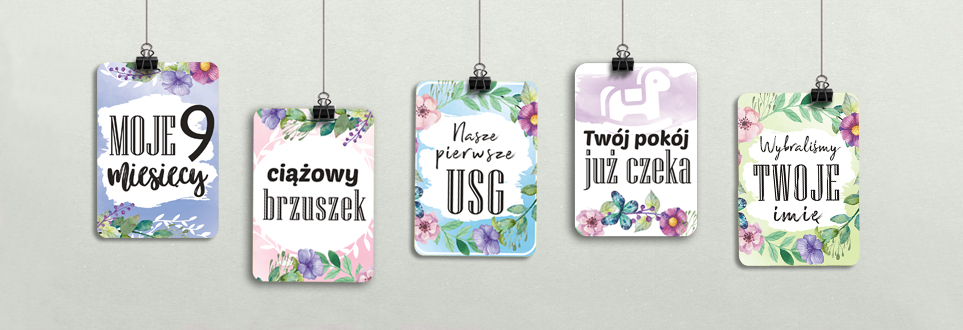 MOJE 9
miesięcy
ciążowy
brzuszek
Nasze
pierwsze
USG
Twój pokój
już czeka
Wybraliśmy
TWOJE
imię